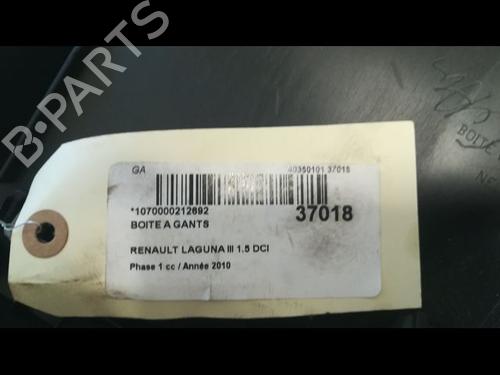 B-PARTS
GA
40350101 37018
*1070000212692
37018
BOITE A GANTS
RENAULT LAGUNA III 1.5 DCI
Phase 1 cc / Année 2010
BOITE